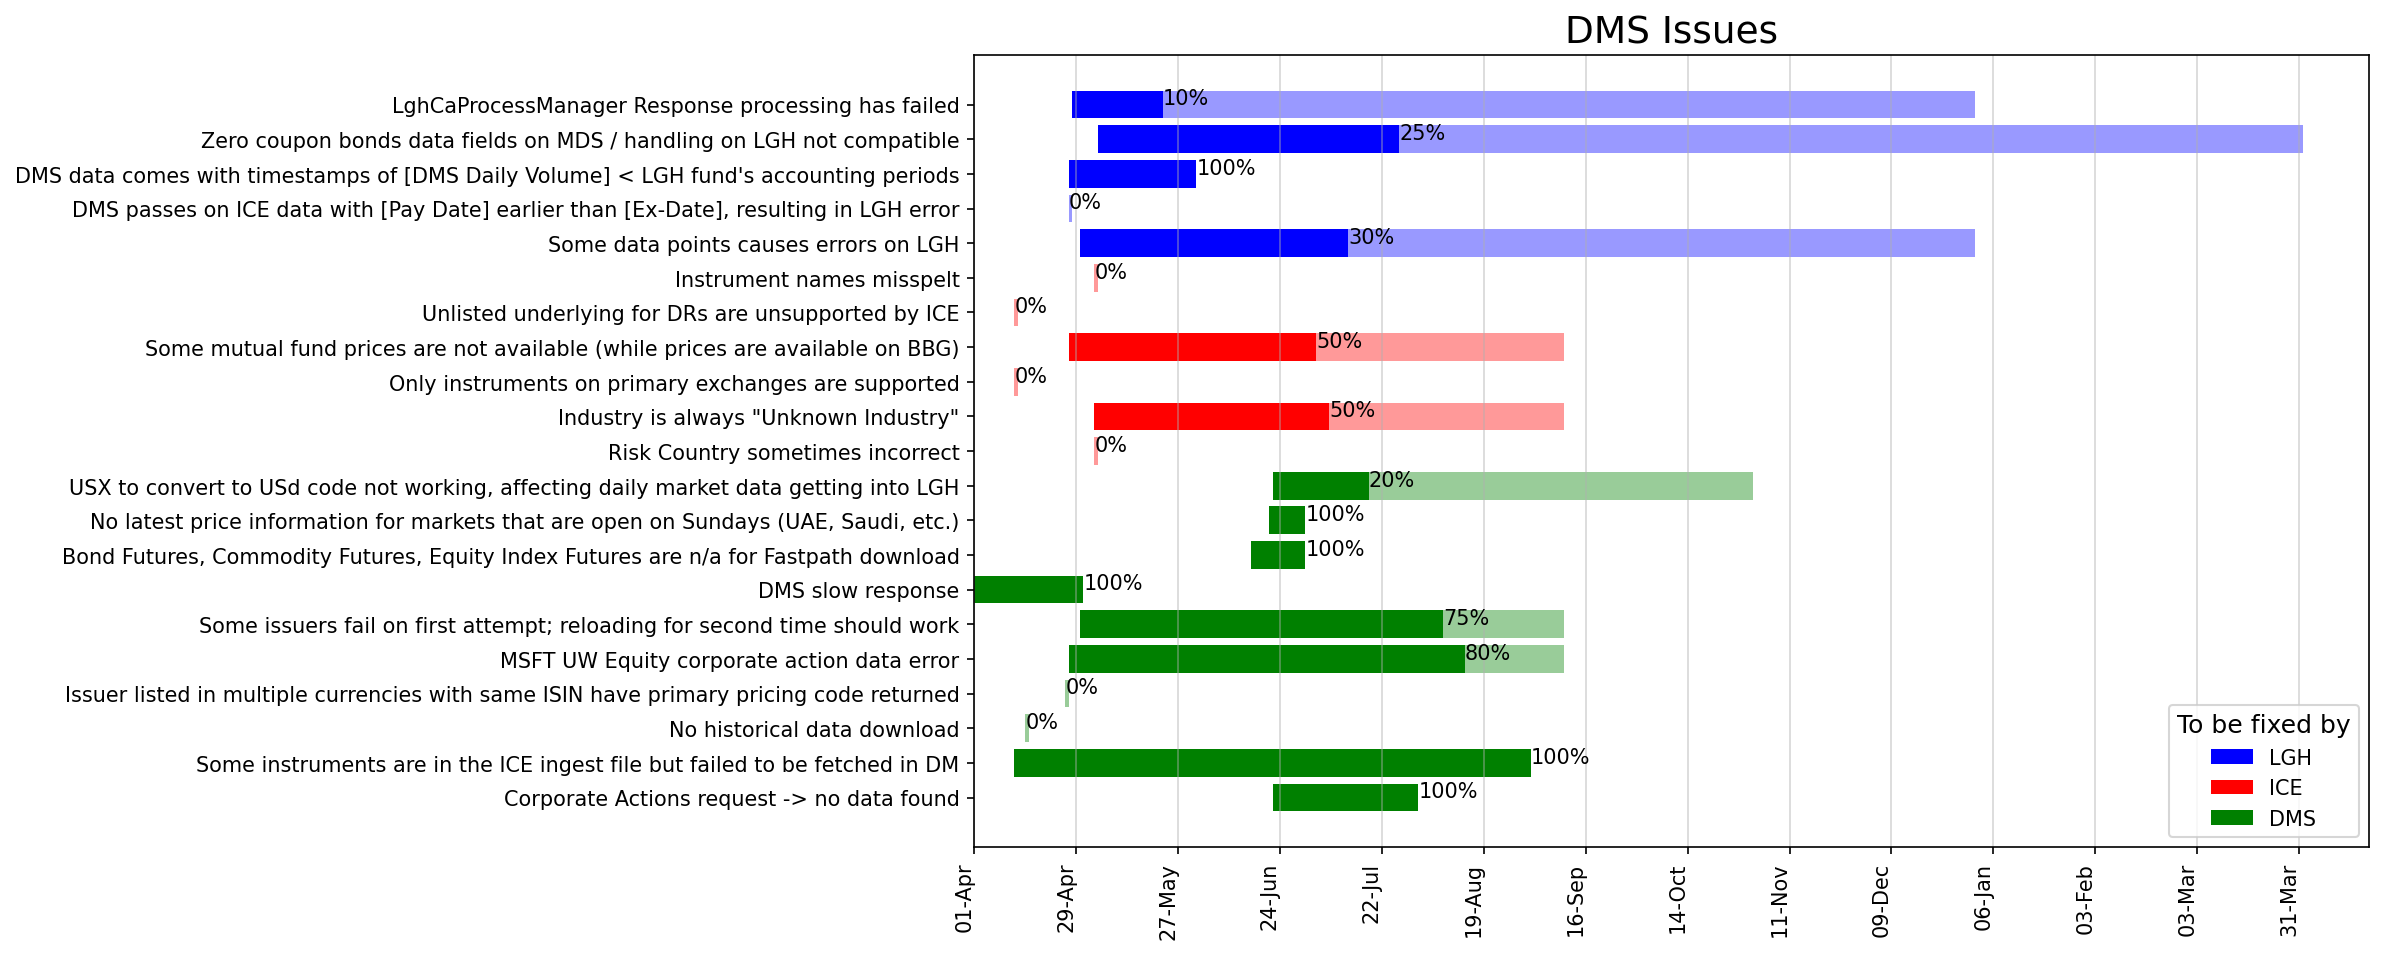 DMS Issues
LghCaProcessManager Response processing has failed
10%
Zero coupon bonds data fields on MDS / handling on LGH not compatible
25%
DMS data comes with timestamps of [DMS Daily Volume] < LGH fund's accounting periods
100%
DMS passes on ICE data with [Pay Date] earlier than [Ex-Date], resulting in LGH error
0%
Some data points causes errors on LGH
30%
Instrument names misspelt
0%
Unlisted underlying for DRs are unsupported by ICE
0%
Some mutual fund prices are not available (while prices are available on BBG)
50%
Only instruments on primary exchanges are supported
0%
Industry is always "Unknown Industry"
50%
Risk Country sometimes incorrect
0%
USX to convert to USd code not working, affecting daily market data getting into LGH
20%
No latest price information for markets that are open on Sundays (UAE, Saudi, etc.)
100%
Bond Futures, Commodity Futures, Equity Index Futures are n/a for Fastpath download
100%
DMS slow response
100%
Some issuers fail on first attempt; reloading for second time should work
75%
MSFT UW Equity corporate action data error
80%
Issuer listed in multiple currencies with same ISIN have primary pricing code returned
0%
No historical data download
0%
Some instruments are in the ICE ingest file but failed to be fetched in DM
100%
Corporate Actions request -> no data found
100%
To be fixed by
LGH
ICE
DMS
01-Apr
29-Apr
27-May
24-Jun
22-Jul
19-Aug
16-Sep
14-Oct
11-Nov
09-Dec
06-Jan
03-Feb
03-Mar
31-Mar